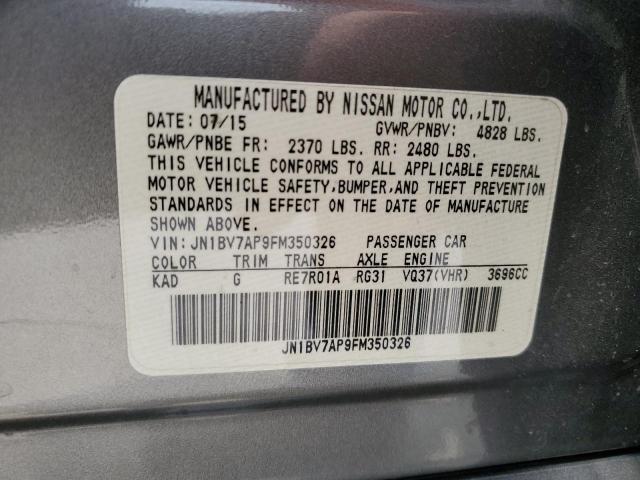 MANUFACTURED BY NISSAN MOTOR CO.,LTD.
DATE: 07/15 GVWR/PNBV: 4828 LBS.
GAWR/PNBE FR: 2370 LBS. RR: 2480 LBS.
THIS VEHICLE CONFORMS TO ALL APPLICABLE FEDERAL
MOTOR VEHICLE SAFETY,BUMPER,AND THEFT PREVENTION
STANDARDS IN EFFECT ON THE DATE OF MANUFACTURE
SHOWN ABOVE.
VIN:JN1BV7AP9FM350326 PASSENGER CAR
COLOR TRIM TRANS AXLE ENGINE
KAD G RE7R01A RG31 VQ37(VHR) 3696CC
JN1BV7AP9FM350326